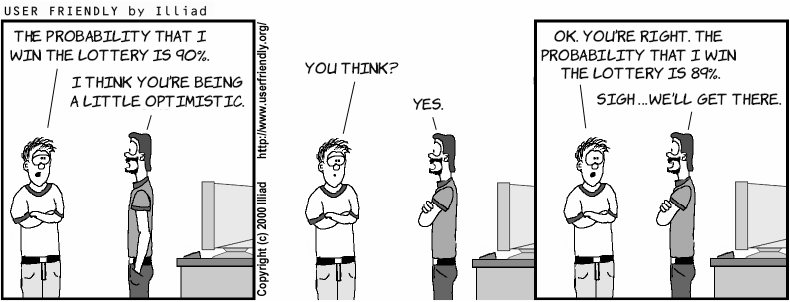 USER FRIENDLY by Illiad
THE PROBABILITY THAT I
WIN THE LOTTERY IS 90%.
I THINK YOU'RE BEING
A LITTLE OPTIMISTIC.
Copyright (c) 2000 Illiad http://www.userfriendly.org/
YOU THINK?
YES.
OK. YOU'RE RIGHT. THE
PROBABILITY THAT I WIN
THE LOTTERY IS 89%.
SIGH...WE'LL GET THERE.